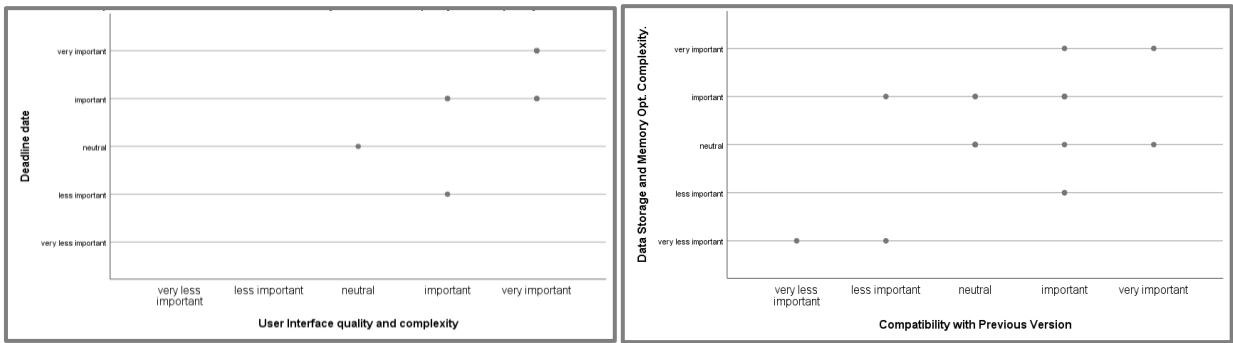 Deadline date
very important
important
neutral
less important
very less important
very less
important
less important
neutral
important
very important
User Interface quality and complexity
Data Storage and Memory Opt. Complexity.
very important
important
neutral
less important
very less important
very less
important
less important
neutral
important
very important
Compatibility with Previous Version